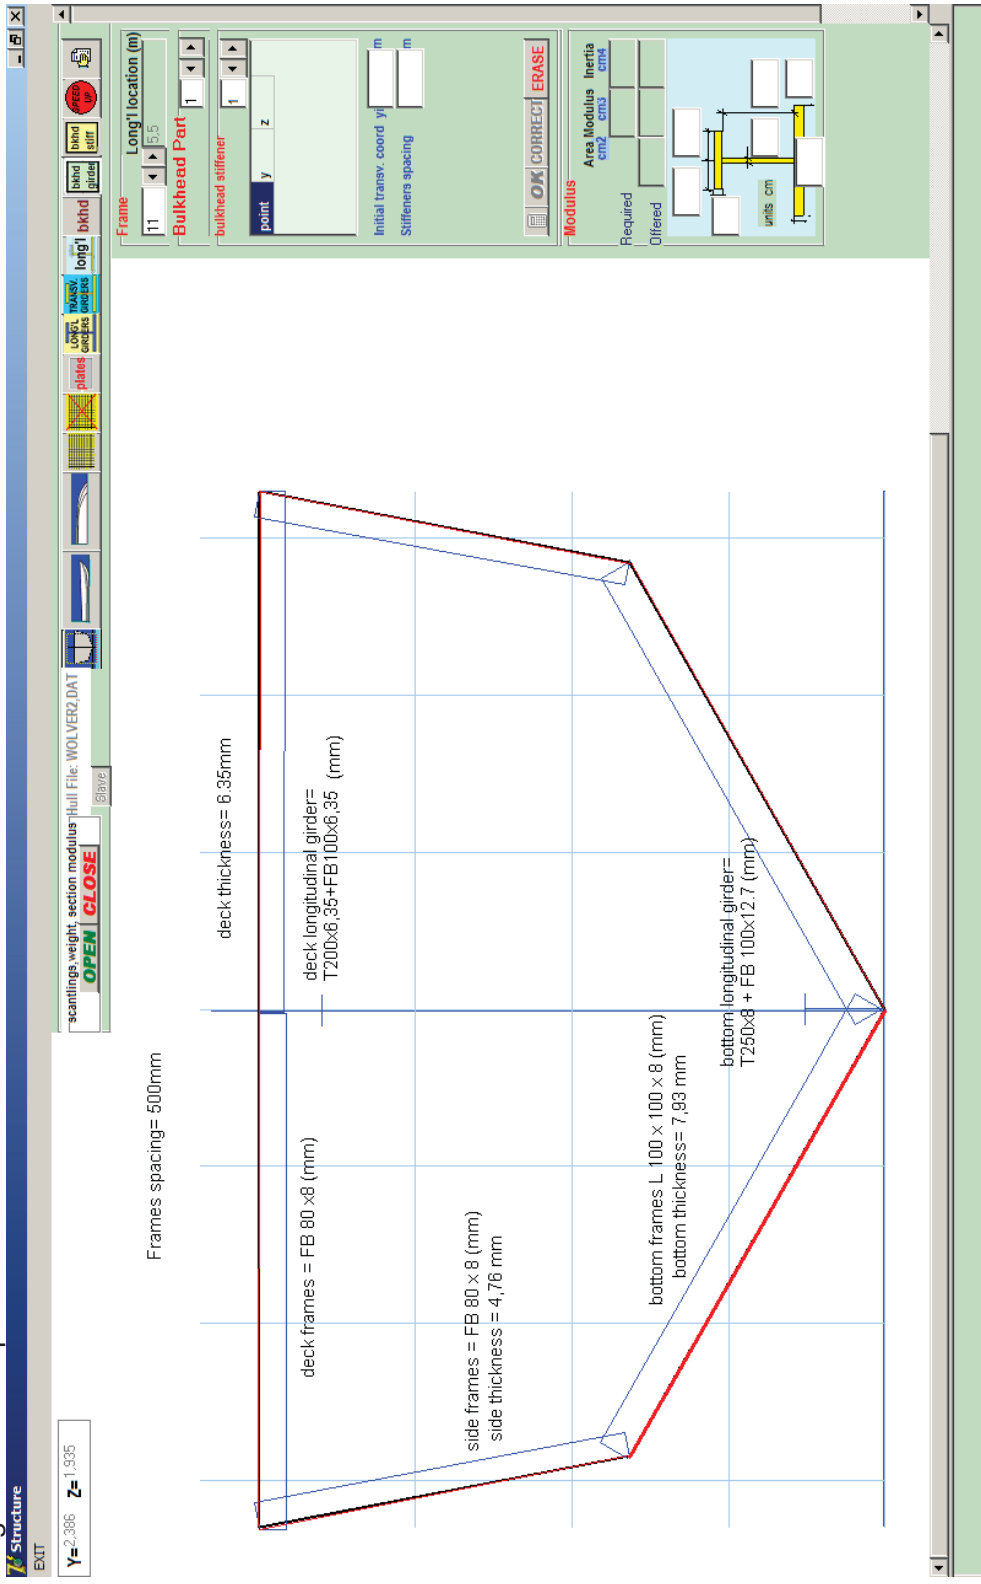 Structure
EXIT
Y=2,386 Z=1,935
scantlings,weight, section modulus
OPEN CLOSE
Hull File: WOLVER2,DAT
Slave
plates
LONG'L GIRDERS
TRANSV. GIRDERS
long'l
bkhd
bkhd girder
bkhd stiff
SPEED UP
Frames spacing= 500mm
deck thickness= 6.35mm
deck frames = FB 80 x8 (mm)
deck longitudinal girder=
T200x6,35+FB100x6,35 (mm)
side frames = FB 80 x 8 (mm)
side thickness = 4,76 mm
bottom frames L 100 x 100 x 8 (mm)
bottom thickness= 7,93 mm
bottom longitudinal girder=
T250x8 + FB 100x12.7 (mm)
Frame
Long'l location (m)
11
5,5
Bulkhead Part
1
bulkhead stiffener
1
point y z
Initial transv. coord yi m
Stiffeners spacing m
OK CORRECT ERASE
Modulus
Area Modulus Inertia
cm2 cm3 cm4
Required
Offered
units cm